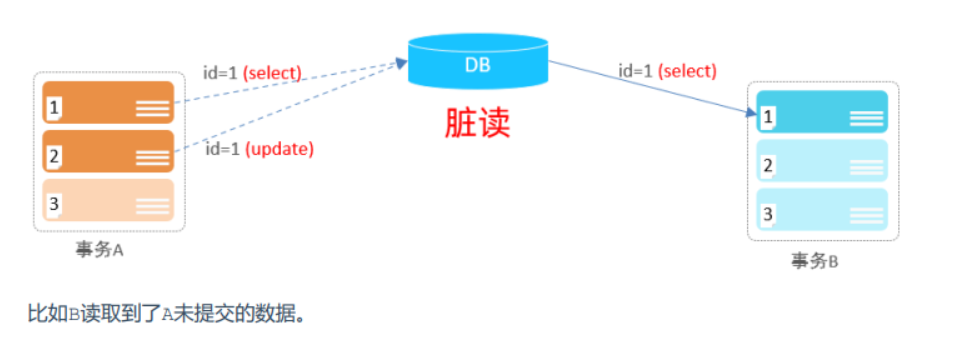 DB
id=1 (select)
id=1 (select)
脏读
1
2
3
id=1 (update)
1
2
3
事务A
事务B
比如B读取到了A未提交的数据。